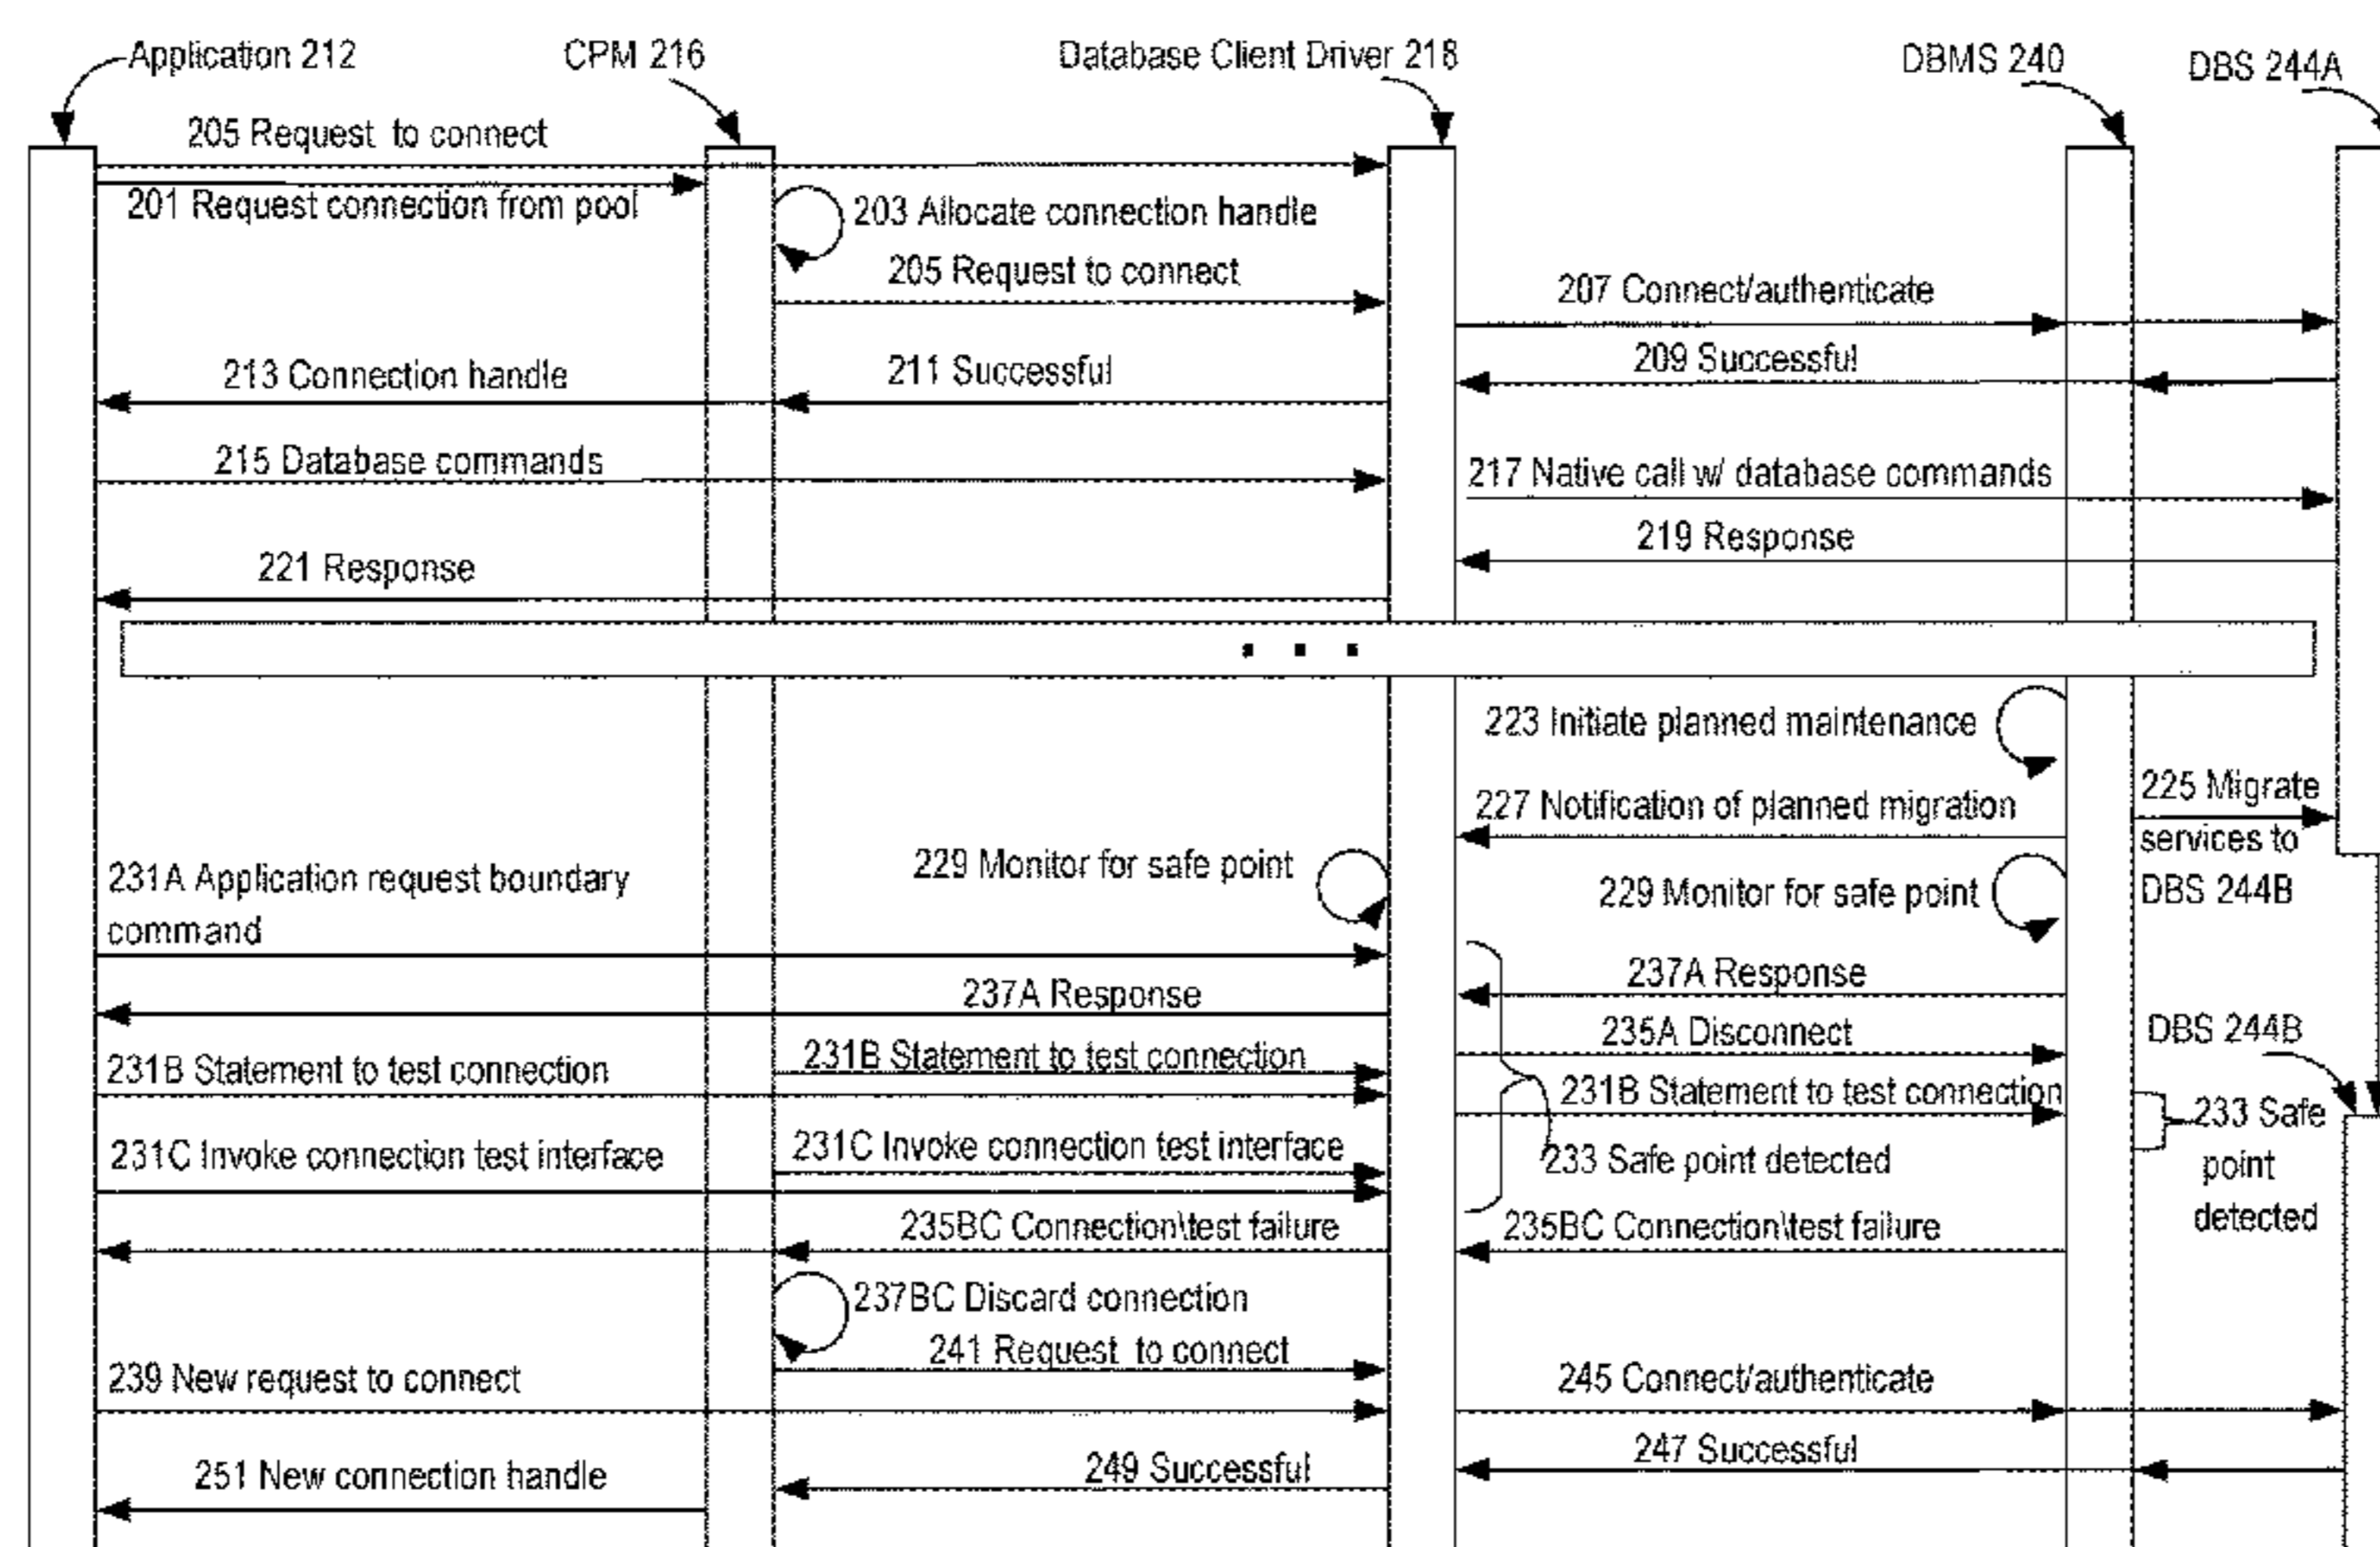 Application 212
CPM 216
Database Client Driver 218
DBMS 240
DBS 244A
205 Request to connect
201 Request connection from pool
203 Allocate connection handle
205 Request to connect
207 Connect/authenticate
209 Successful
211 Successful
213 Connection handle
215 Database commands
217 Native call w/ database commands
219 Response
221 Response
. . .
223 Initiate planned maintenance
225 Migrate
services to
DBS 244B
227 Notification of planned migration
229 Monitor for safe point
229 Monitor for safe point
231A Application request boundary
command
237A Response
237A Response
235A Disconnect
DBS 244B
231B Statement to test connection
231B Statement to test connection
231B Statement to test connection
233 Safe
point
detected
231C Invoke connection test interface
231C Invoke connection test interface
233 Safe point detected
235BC Connection\test failure
235BC Connection\test failure
237BC Discard connection
241 Request to connect
239 New request to connect
245 Connect/authenticate
247 Successful
249 Successful
251 New connection handle